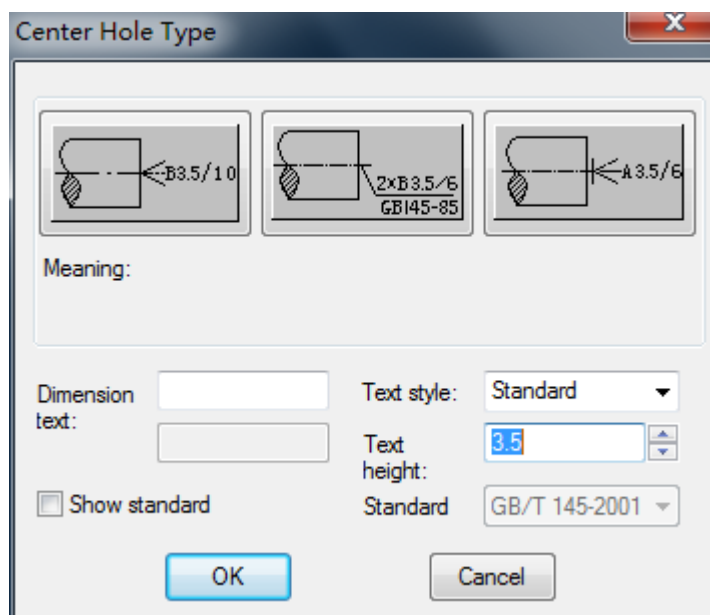 Center Hole Type
x
B3.5/10
2×B3.5/6
GB145-85
A3.5/6
Meaning:
Dimension
text:
Text style:
Standard
Text
height:
3.5
Show standard
Standard
GB/T 145-2001
OK
Cancel